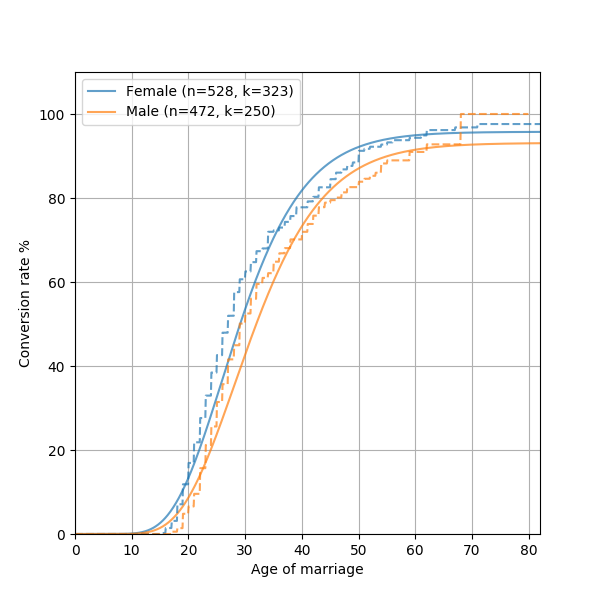 Female (n=528, k=323)
Male (n=472, k=250)
100
80
60
40
20
0
Conversion rate %
0 10 20 30 40 50 60 70 80
Age of marriage